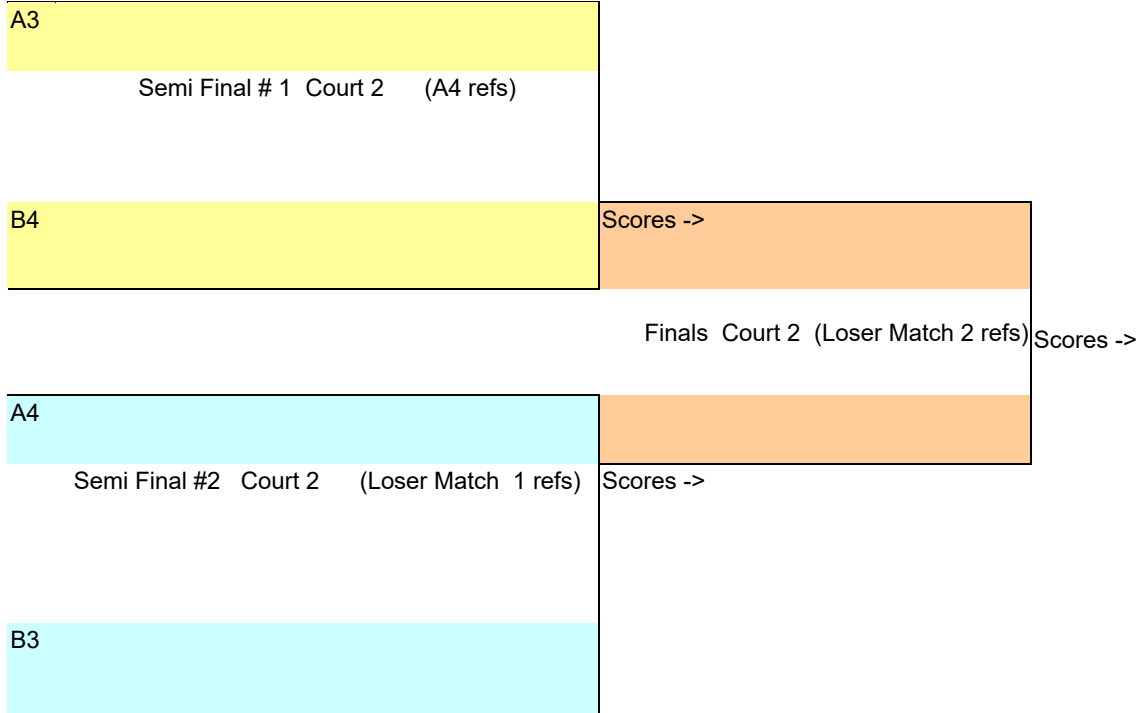 A3
Semi Final # 1 Court 2 (A4 refs)
B4
Scores ->
Finals Court 2 (Loser Match 2 refs)
Scores ->
A4
Semi Final #2 Court 2 (Loser Match 1 refs)
Scores ->
B3